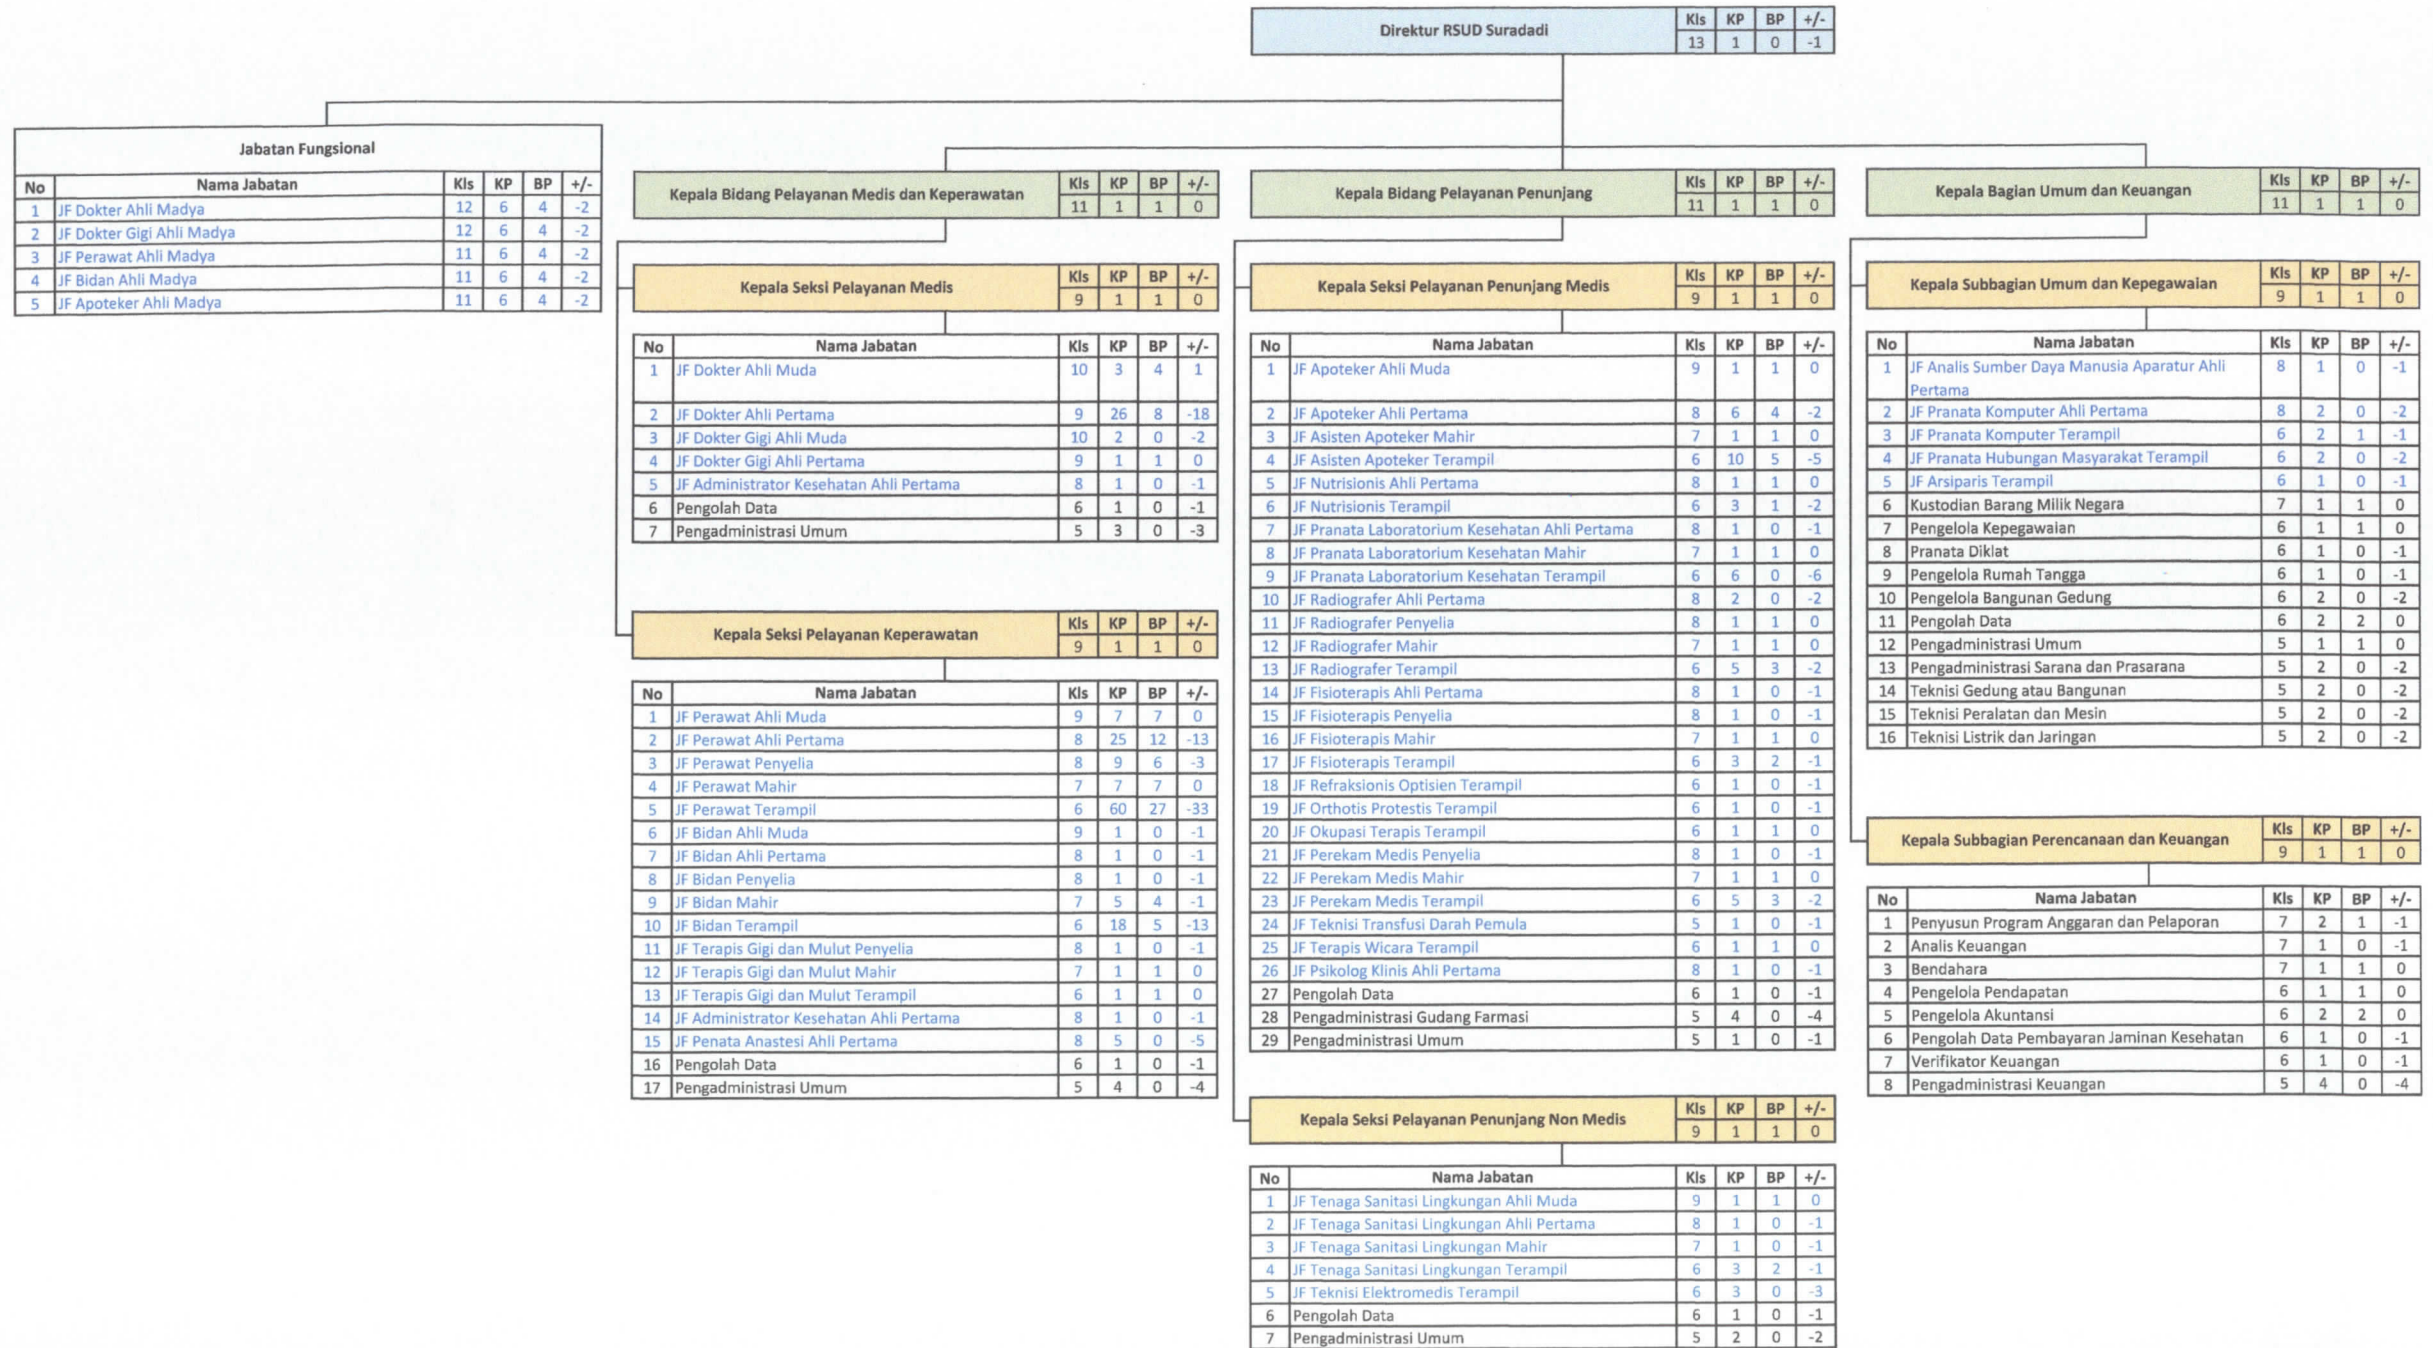 Direktur RSUD Suradadi Kls KP BP +/-
13 1 0 -1
Jabatan Fungsional
No Nama Jabatan Kls KP BP +/-
1 JF Dokter Ahli Madya 12 6 4 -2
2 JF Dokter Gigi Ahli Madya 12 6 4 -2
3 JF Perawat Ahli Madya 11 6 4 -2
4 JF Bidan Ahli Madya 11 6 4 -2
5 JF Apoteker Ahli Madya 11 6 4 -2
Kepala Bidang Pelayanan Medis dan Keperawatan Kls KP BP +/-
11 1 1 0
Kepala Seksi Pelayanan Medis Kls KP BP +/-
9 1 1 0
No Nama Jabatan Kls KP BP +/-
1 JF Dokter Ahli Muda 10 3 4 1
2 JF Dokter Ahli Pertama 9 26 8 -18
3 JF Dokter Gigi Ahli Muda 10 2 0 -2
4 JF Dokter Gigi Ahli Pertama 9 1 1 0
5 JF Administrator Kesehatan Ahli Pertama 8 1 0 -1
6 Pengolah Data 6 1 0 -1
7 Pengadministrasi Umum 5 3 0 -3
Kepala Seksi Pelayanan Keperawatan Kls KP BP +/-
9 1 1 0
No Nama Jabatan Kls KP BP +/-
1 JF Perawat Ahli Muda 9 7 7 0
2 JF Perawat Ahli Pertama 8 25 12 -13
3 JF Perawat Penyelia 8 9 6 -3
4 JF Perawat Mahir 7 7 7 0
5 JF Perawat Terampil 6 60 27 -33
6 JF Bidan Ahli Muda 9 1 0 -1
7 JF Bidan Ahli Pertama 8 1 0 -1
8 JF Bidan Penyelia 8 1 0 -1
9 JF Bidan Mahir 7 5 4 -1
10 JF Bidan Terampil 6 18 5 -13
11 JF Terapis Gigi dan Mulut Penyelia 8 1 0 -1
12 JF Terapis Gigi dan Mulut Mahir 7 1 1 0
13 JF Terapis Gigi dan Mulut Terampil 6 1 1 0
14 JF Administrator Kesehatan Ahli Pertama 8 1 0 -1
15 JF Penata Anastesi Ahli Pertama 8 5 0 -5
16 Pengolah Data 6 1 0 -1
17 Pengadministrasi Umum 5 4 0 -4
Kepala Bidang Pelayanan Penunjang Kls KP BP +/-
11 1 1 0
Kepala Seksi Pelayanan Penunjang Medis Kls KP BP +/-
9 1 1 0
No Nama Jabatan Kls KP BP +/-
1 JF Apoteker Ahli Muda 9 1 1 0
2 JF Apoteker Ahli Pertama 8 6 4 -2
3 JF Asisten Apoteker Mahir 7 1 1 0
4 JF Asisten Apoteker Terampil 6 10 5 -5
5 JF Nutrisionis Ahli Pertama 8 1 1 0
6 JF Nutrisionis Terampil 6 3 1 -2
7 JF Pranata Laboratorium Kesehatan Ahli Pertama 8 1 0 -1
8 JF Pranata Laboratorium Kesehatan Mahir 7 1 1 0
9 JF Pranata Laboratorium Kesehatan Terampil 6 6 0 -6
10 JF Radiografer Ahli Pertama 8 2 0 -2
11 JF Radiografer Penyelia 8 1 1 0
12 JF Radiografer Mahir 7 1 1 0
13 JF Radiografer Terampil 6 5 3 -2
14 JF Fisioterapis Ahli Pertama 8 1 0 -1
15 JF Fisioterapis Penyelia 8 1 0 -1
16 JF Fisioterapis Mahir 7 1 1 0
17 JF Fisioterapis Terampil 6 3 2 -1
18 JF Refraksionis Optisien Terampil 6 1 0 -1
19 JF Orthotis Protestis Terampil 6 1 0 -1
20 JF Okupasi Terapis Terampil 6 1 1 0
21 JF Perekam Medis Penyelia 8 1 0 -1
22 JF Perekam Medis Mahir 7 1 1 0
23 JF Perekam Medis Terampil 6 5 3 -2
24 JF Teknisi Transfusi Darah Pemula 5 1 0 -1
25 JF Terapis Wicara Terampil 6 1 1 0
26 JF Psikolog Klinis Ahli Pertama 8 1 0 -1
27 Pengolah Data 6 1 0 -1
28 Pengadministrasi Gudang Farmasi 5 4 0 -4
29 Pengadministrasi Umum 5 1 0 -1
Kepala Seksi Pelayanan Penunjang Non Medis Kls KP BP +/-
9 1 1 0
No Nama Jabatan Kls KP BP +/-
1 JF Tenaga Sanitasi Lingkungan Ahli Muda 9 1 1 0
2 JF Tenaga Sanitasi Lingkungan Ahli Pertama 8 1 0 -1
3 JF Tenaga Sanitasi Lingkungan Mahir 7 1 0 -1
4 JF Tenaga Sanitasi Lingkungan Terampil 6 3 2 -1
5 JF Teknisi Elektromedis Terampil 6 3 0 -3
6 Pengolah Data 6 1 0 -1
7 Pengadministrasi Umum 5 2 0 -2
Kepala Bagian Umum dan Keuangan Kls KP BP +/-
11 1 1 0
Kepala Subbagian Umum dan Kepegawaian Kls KP BP +/-
9 1 1 0
No Nama Jabatan Kls KP BP +/-
1 JF Analis Sumber Daya Manusia Aparatur Ahli 8 1 0 -1
Pertama
2 JF Pranata Komputer Ahli Pertama 8 2 0 -2
3 JF Pranata Komputer Terampil 6 2 1 -1
4 JF Pranata Hubungan Masyarakat Terampil 6 2 0 -2
5 JF Arsiparis Terampil 6 1 0 -1
6 Kustodian Barang Milik Negara 7 1 1 0
7 Pengelola Kepegawaian 6 1 1 0
8 Pranata Diklat 6 1 0 -1
9 Pengelola Rumah Tangga 6 1 0 -1
10 Pengelola Bangunan Gedung 6 2 0 -2
11 Pengolah Data 6 2 2 0
12 Pengadministrasi Umum 5 1 1 0
13 Pengadministrasi Sarana dan Prasarana 5 2 0 -2
14 Teknisi Gedung atau Bangunan 5 2 0 -2
15 Teknisi Peralatan dan Mesin 5 2 0 -2
16 Teknisi Listrik dan Jaringan 5 2 0 -2
Kepala Subbagian Perencanaan dan Keuangan Kls KP BP +/-
9 1 1 0
No Nama Jabatan Kls KP BP +/-
1 Penyusun Program Anggaran dan Pelaporan 7 2 1 -1
2 Analis Keuangan 7 1 0 -1
3 Bendahara 7 1 1 0
4 Pengelola Pendapatan 6 1 1 0
5 Pengelola Akuntansi 6 2 2 0
6 Pengolah Data Pembayaran Jaminan Kesehatan 6 1 0 -1
7 Verifikator Keuangan 6 1 0 -1
8 Pengadministrasi Keuangan 5 4 0 -4